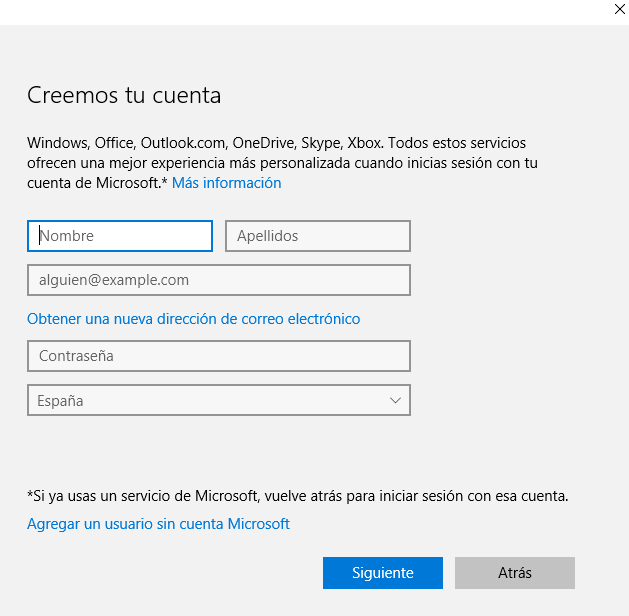 Creemos tu cuenta
Windows, Office, Outlook.com, OneDrive, Skype, Xbox. Todos estos servicios
ofrecen una mejor experiencia más personalizada cuando inicias sesión con tu
cuenta de Microsoft.* Más información
Nombre Apellidos
alguien@example.com
Obtener una nueva dirección de correo electrónico
Contraseña
España
*Si ya usas un servicio de Microsoft, vuelve atrás para iniciar sesión con esa cuenta.
Agregar un usuario sin cuenta Microsoft
Siguiente Atrás